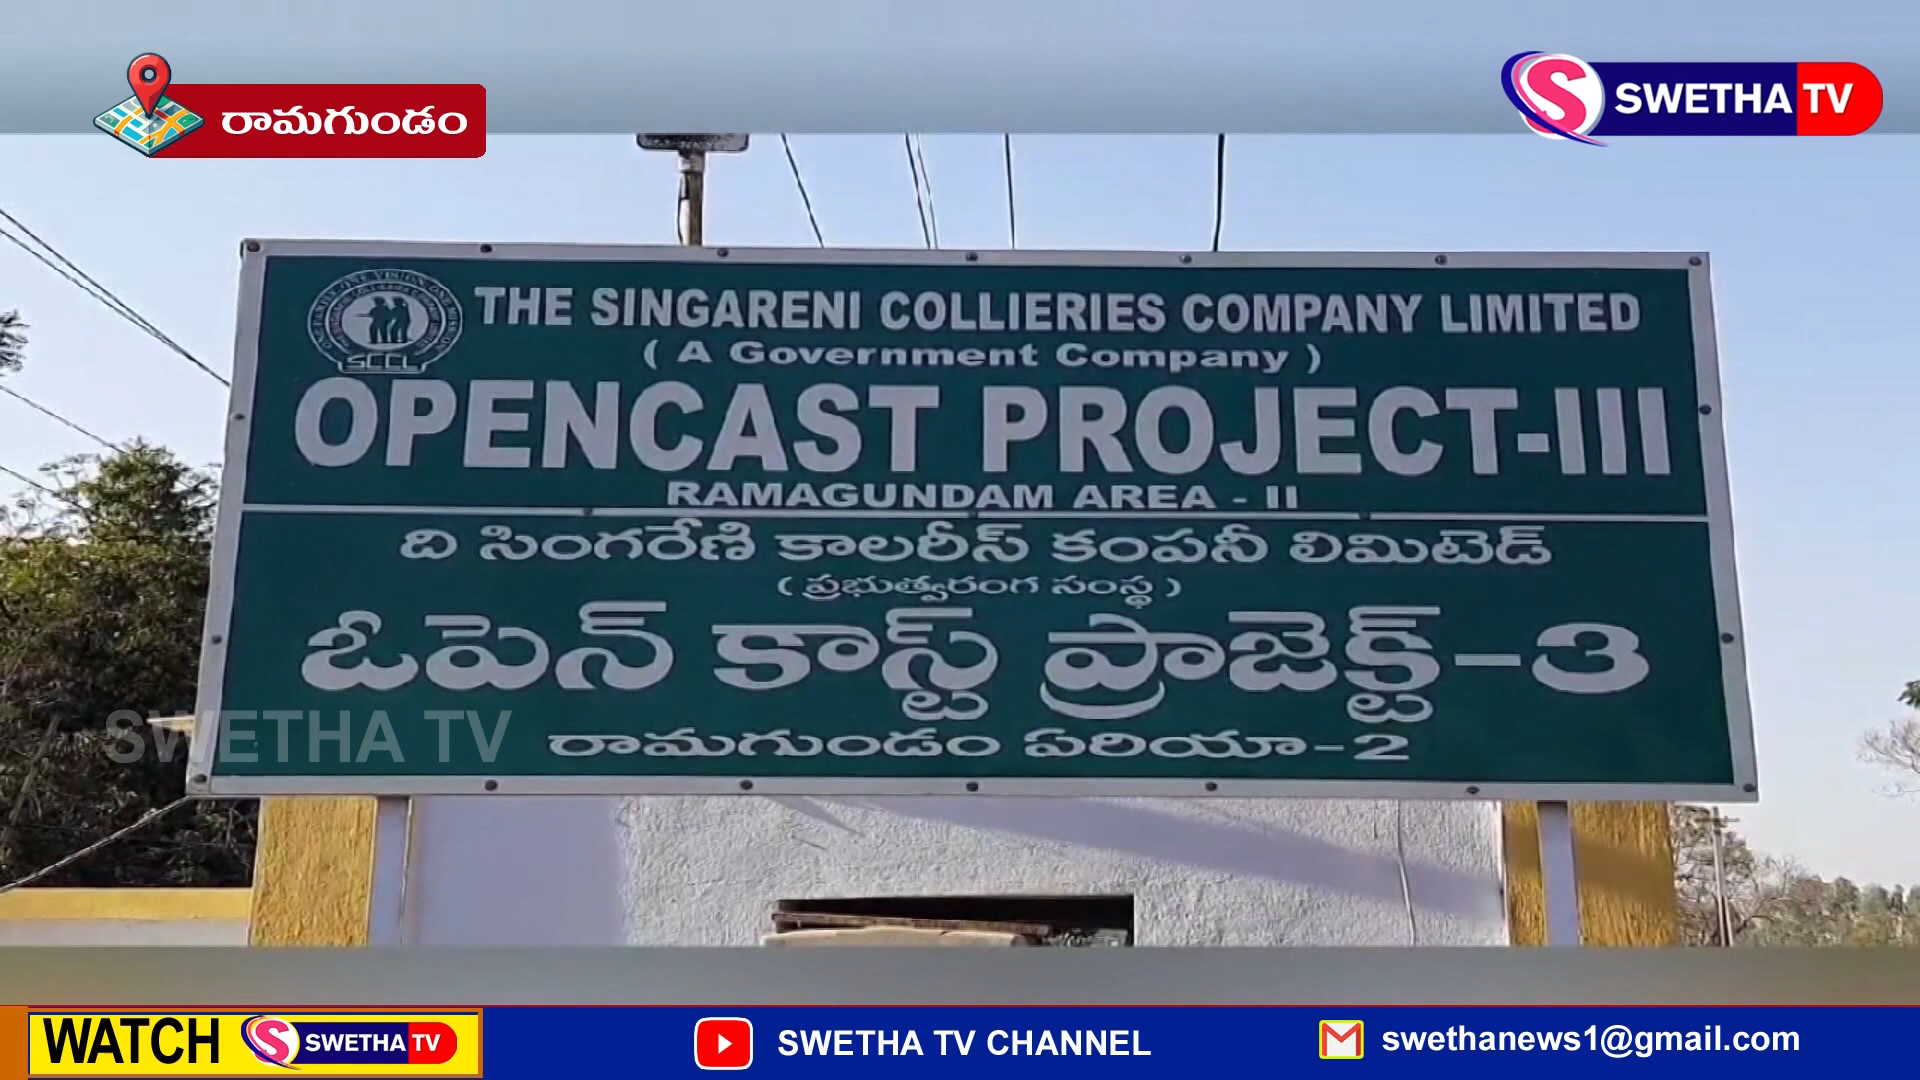 రామగుండం
SWETHA TV
THE SINGARENI COLLIERIES COMPANY LIMITED
( A Government Company )
SCCL
OPENCAST PROJECT-III
RAMAGUNDAM AREA - II
ది సింగరేణి కాలరీస్ కంపనీ లిమిటెడ్
( ప్రభుత్వరంగ సంస్థ )
ఓపెన్ కాస్ట్ ప్రాజెక్ట్-3
SWETHA TV
రామగుండం ఏరియా-2
WATCH SWETHA TV
SWETHA TV CHANNEL
swethanews1@gmail.com